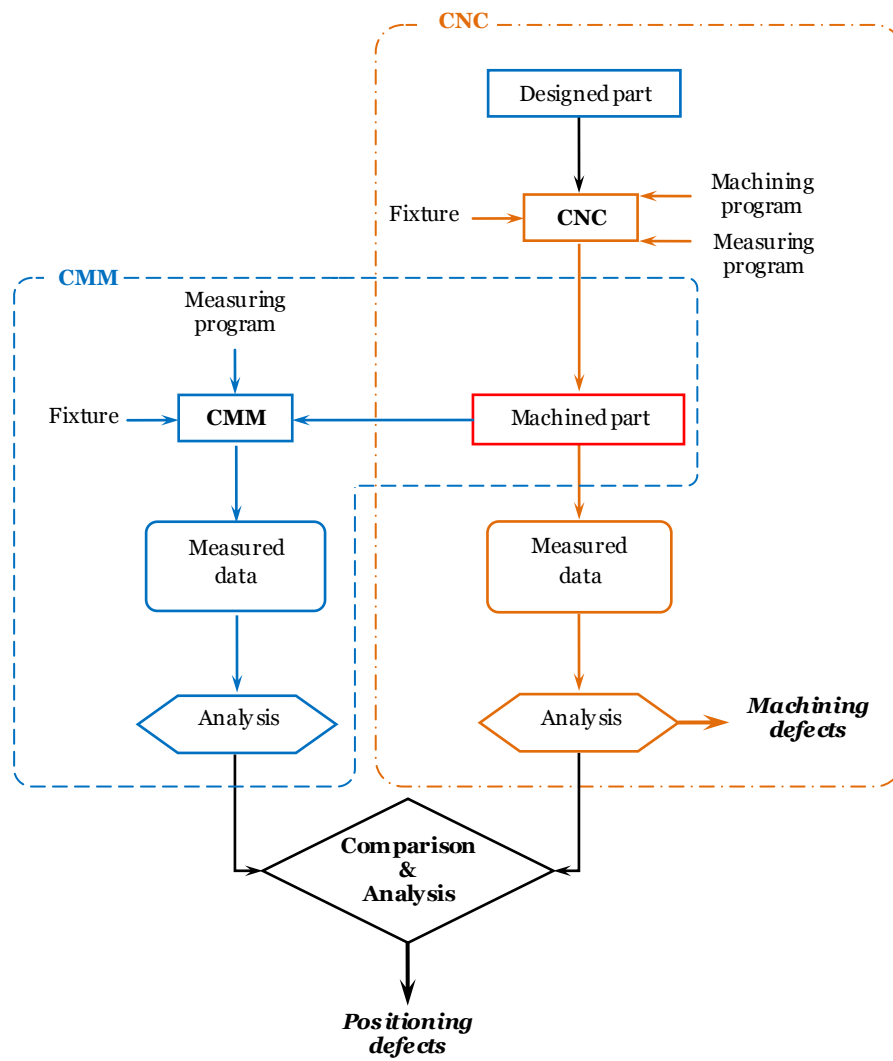 CNC
Designed part
Machining
program
Fixture
CNC
Measuring
program
CMM
Measuring
program
Fixture
CMM
Machined part
Measured
data
Measured
data
Analysis
Analysis
Machining
defects
Comparison
&
Analysis
Positioning
defects